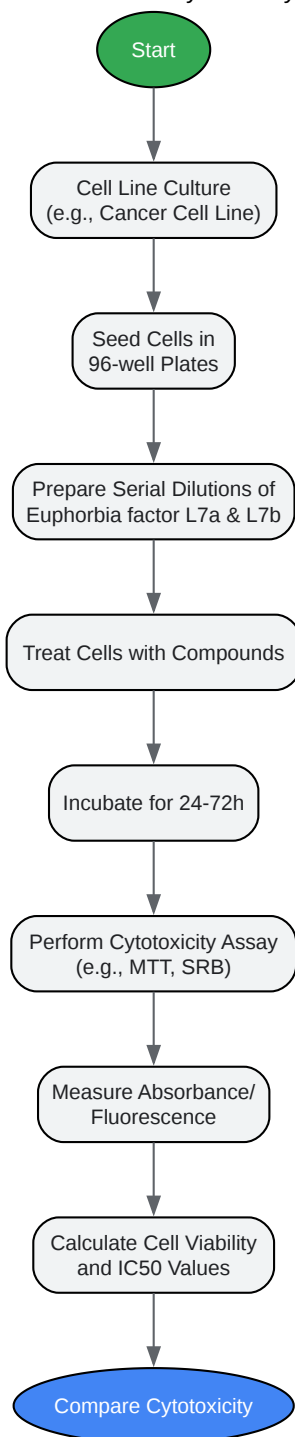 Start
Cell Line Culture
(e.g., Cancer Cell Line)
Seed Cells in
96-well Plates
Prepare Serial Dilutions of
Euphorbia factor L7a & L7b
Treat Cells with Compounds
Incubate for 24-72h
Perform Cytotoxicity Assay
(e.g., MTT, SRB)
Measure Absorbance/
Fluorescence
Calculate Cell Viability
and IC50 Values
Compare Cytotoxicity